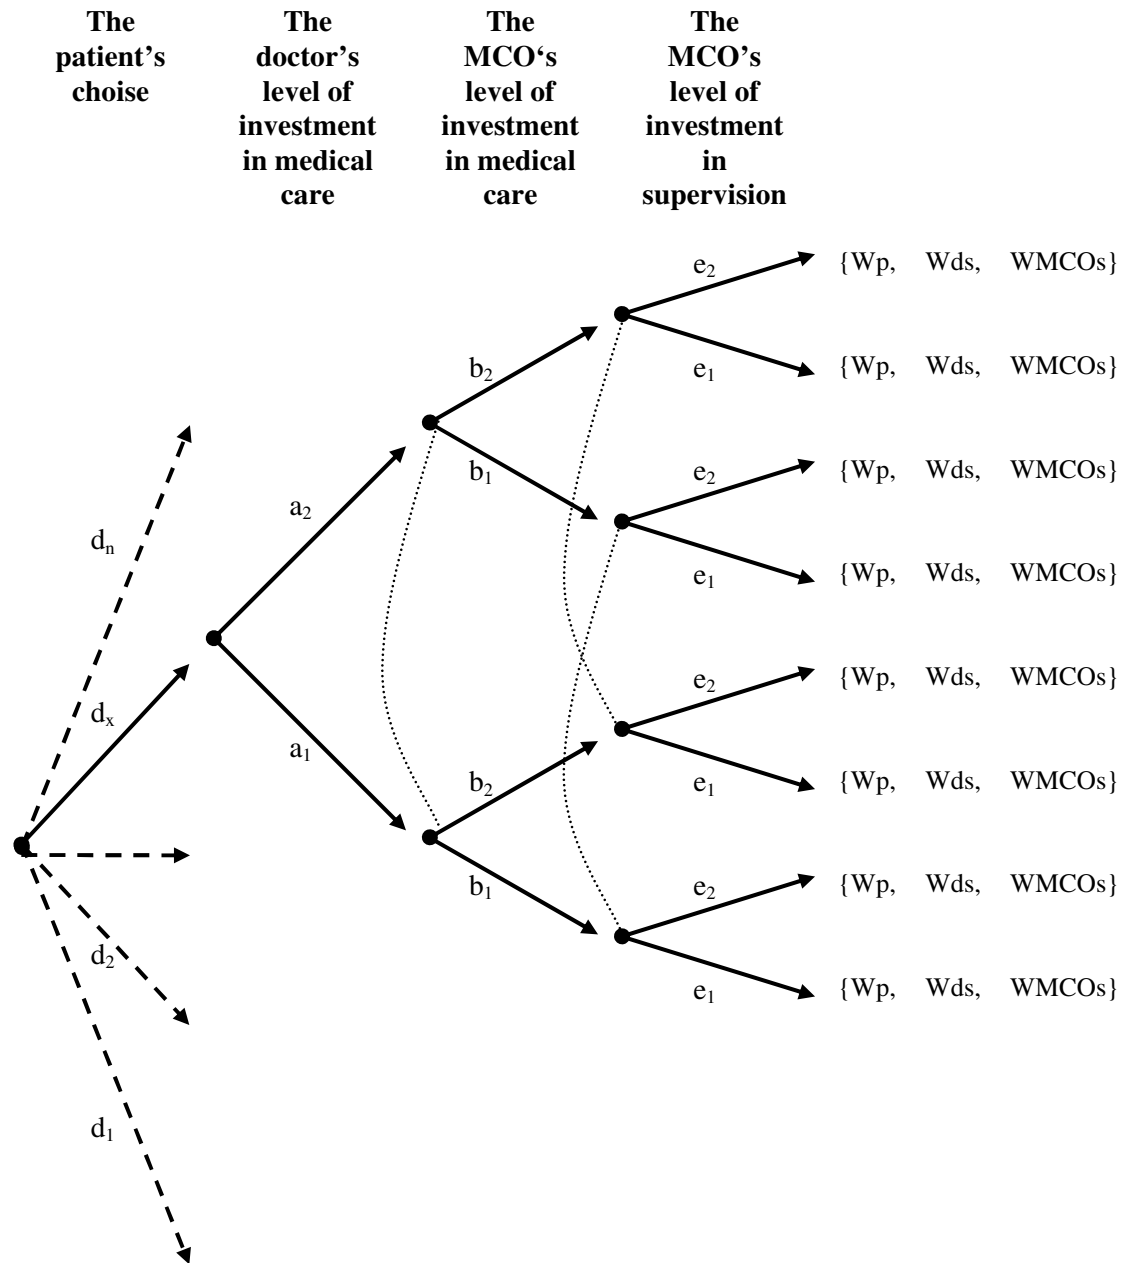 The
patient’s
choise
The
doctor’s
level of
investment
in medical
care
The
MCO‘s
level of
investment
in medical
care
The
MCO’s
level of
investment
in
supervision
e2 {Wp, Wds, WMCOs}
b2
e1 {Wp, Wds, WMCOs}
a2
b1
e2 {Wp, Wds, WMCOs}
dn
e1 {Wp, Wds, WMCOs}
dx
a1
e2 {Wp, Wds, WMCOs}
b2
e1 {Wp, Wds, WMCOs}
b1
e2 {Wp, Wds, WMCOs}
d2
e1 {Wp, Wds, WMCOs}
d1